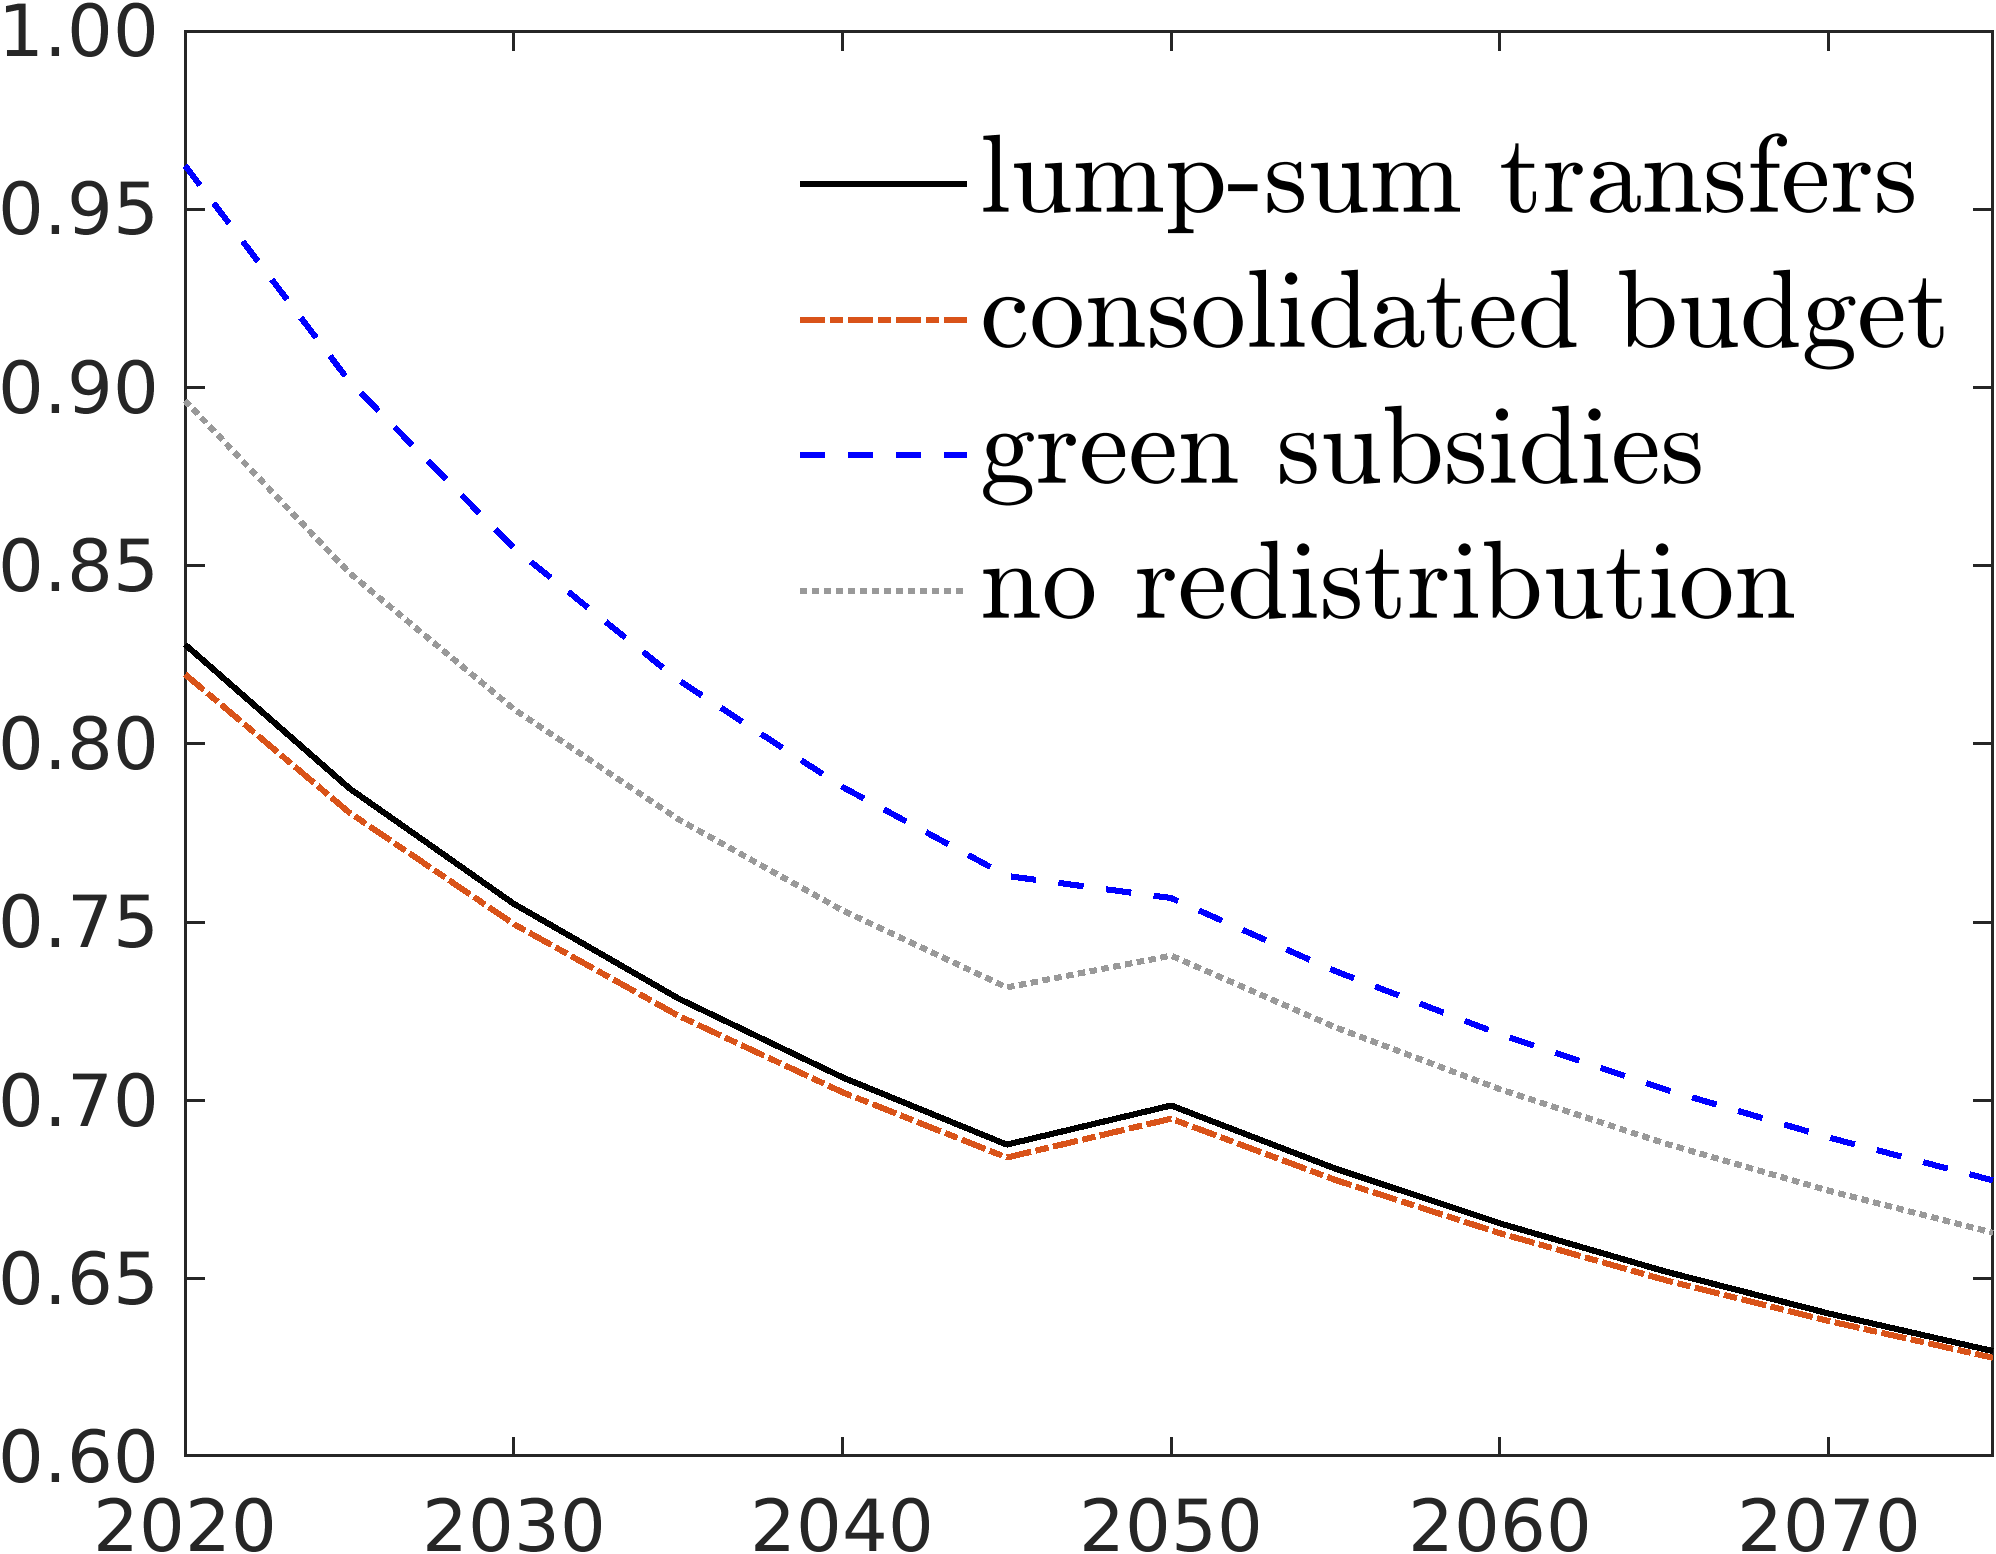 1.00
0.95
0.90
0.85
0.80
0.75
0.70
0.65
0.60
2020 2030 2040 2050 2060 2070
lump-sum transfers
consolidated budget
green subsidies
no redistribution